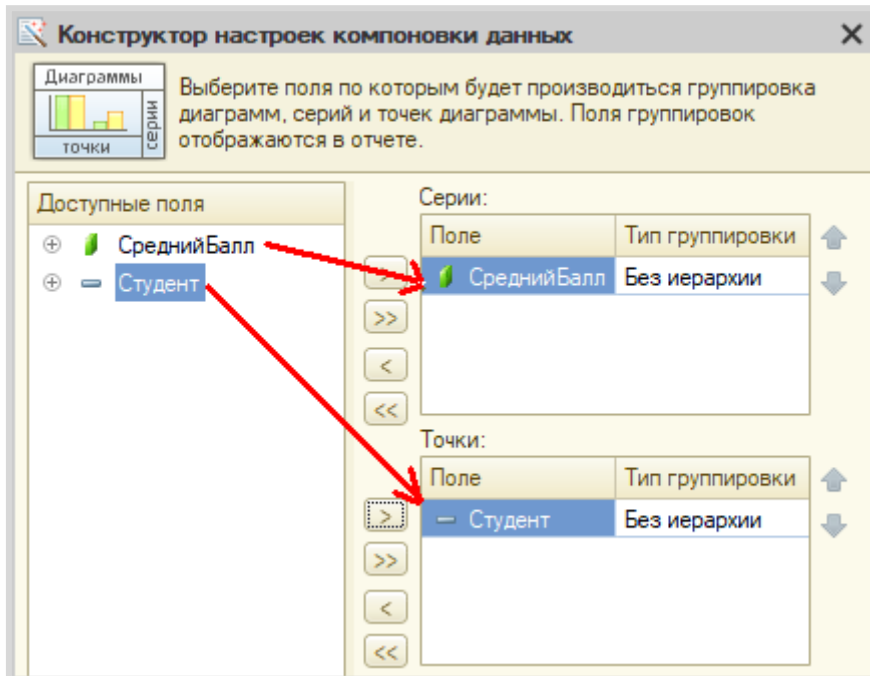 Конструктор настроек компоновки данных
Диаграммы
серии
точки
Выберите поля по которым будет производиться группировка
диаграмм, серий и точек диаграммы. Поля группировок
отображаются в отчете.
Доступные поля
СреднийБалл
Студент
Серии:
Поле Тип группировки
СреднийБалл Без иерархии
>
>>
<
<<
Точки:
Поле Тип группировки
Студент Без иерархии
>
>>
<
<<